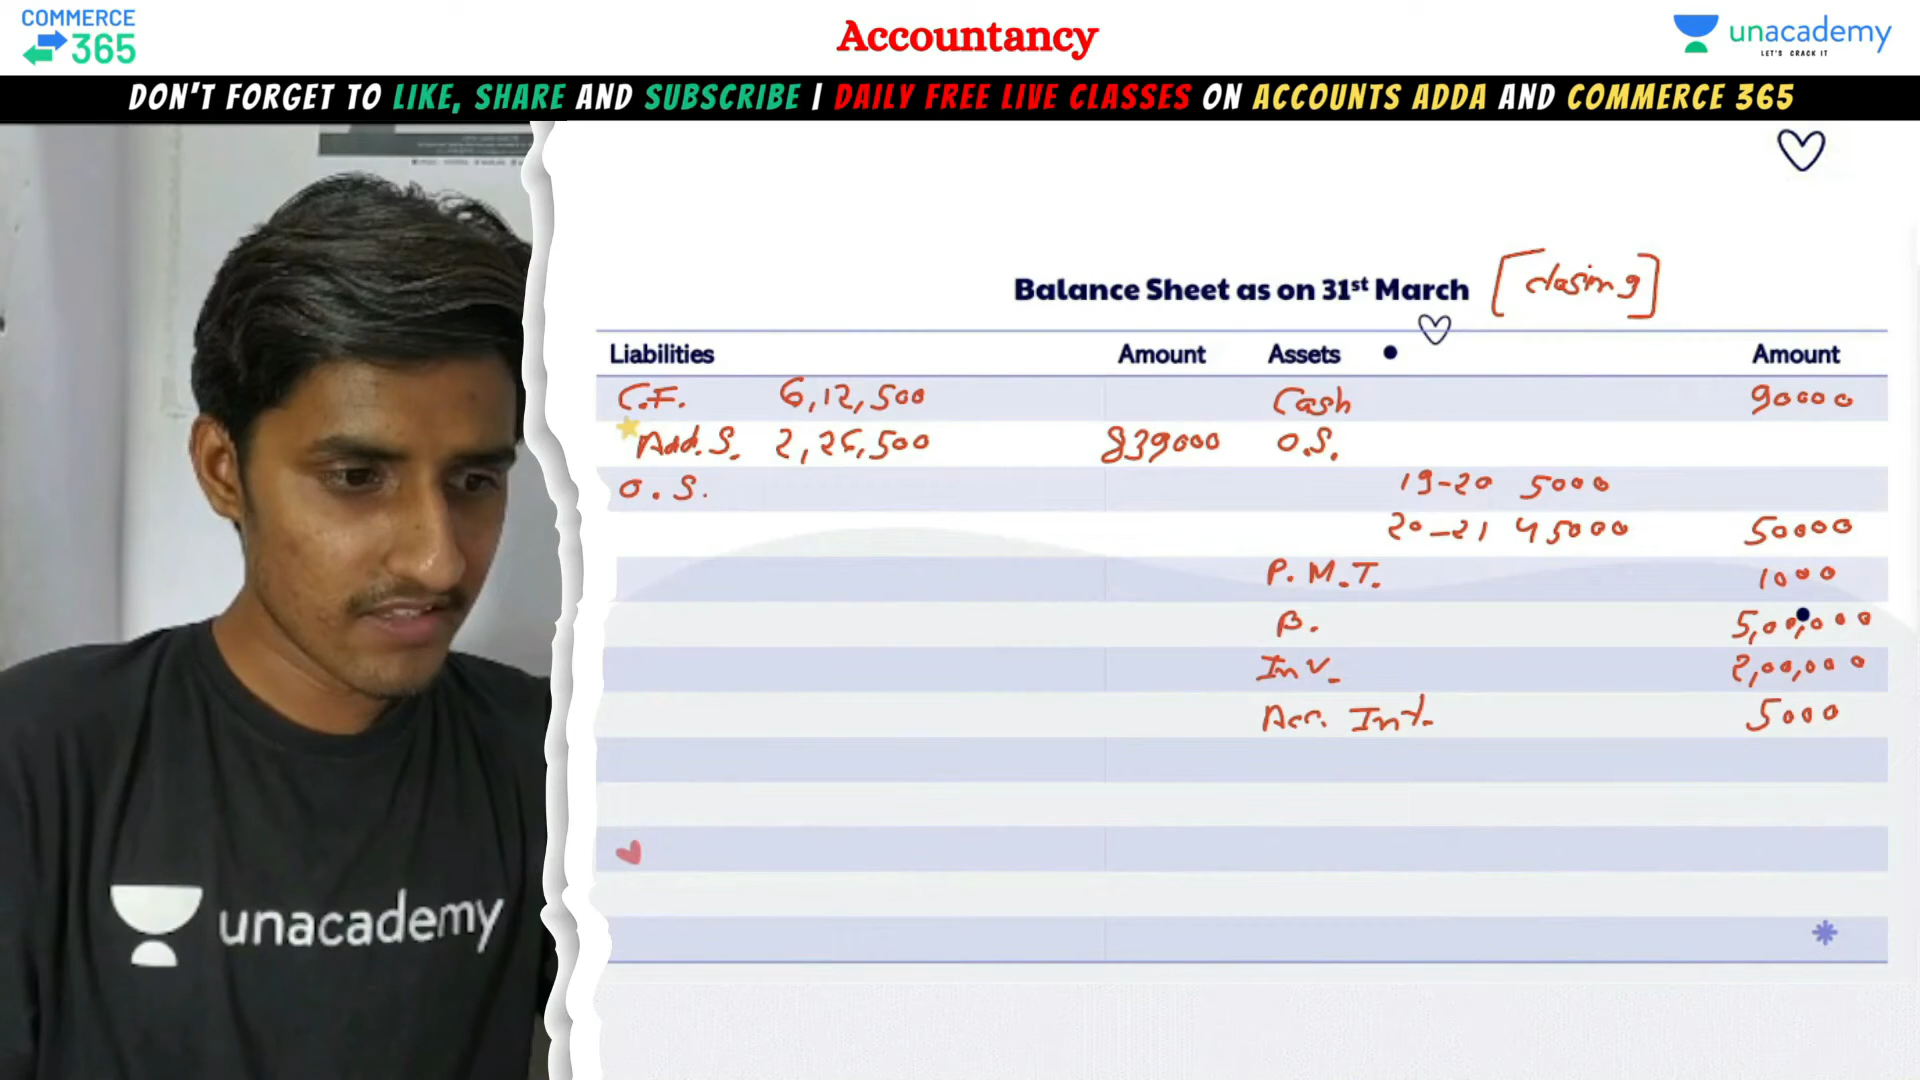 COMMERCE
365
Accountancy
unacademy
LET'S CRACK IT
DON'T FORGET TO LIKE, SHARE AND SUBSCRIBE | DAILY FREE LIVE CLASSES ON ACCOUNTS ADDA AND COMMERCE 365
Balance Sheet as on 31st March [closing]
Liabilities Amount Assets Amount
C.F. 6,12,500 Cash 90000
Add. S. 2,26,500 839000 O.S.
O.S. 19-20 5000
20-21 45000 50000
P.M.T. 1000
B. 5,00,000
Inv. 2,00,000
Acc. Int. 5000
unacademy